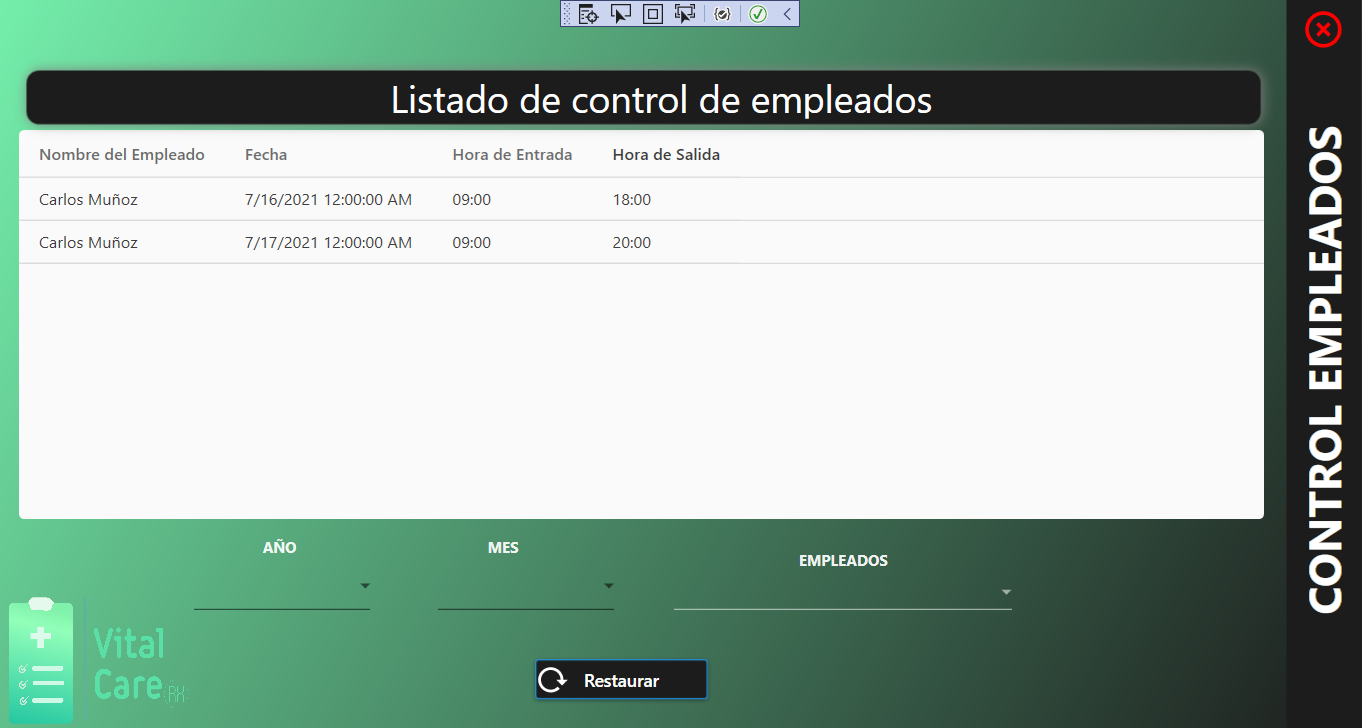 Listado de control de empleados
Nombre del Empleado Fecha Hora de Entrada Hora de Salida
Carlos Muñoz 7/16/2021 12:00:00 AM 09:00 18:00
Carlos Muñoz 7/17/2021 12:00:00 AM 09:00 20:00
AÑO MES EMPLEADOS
Restaurar
Vital
Care RH
CONTROL EMPLEADOS